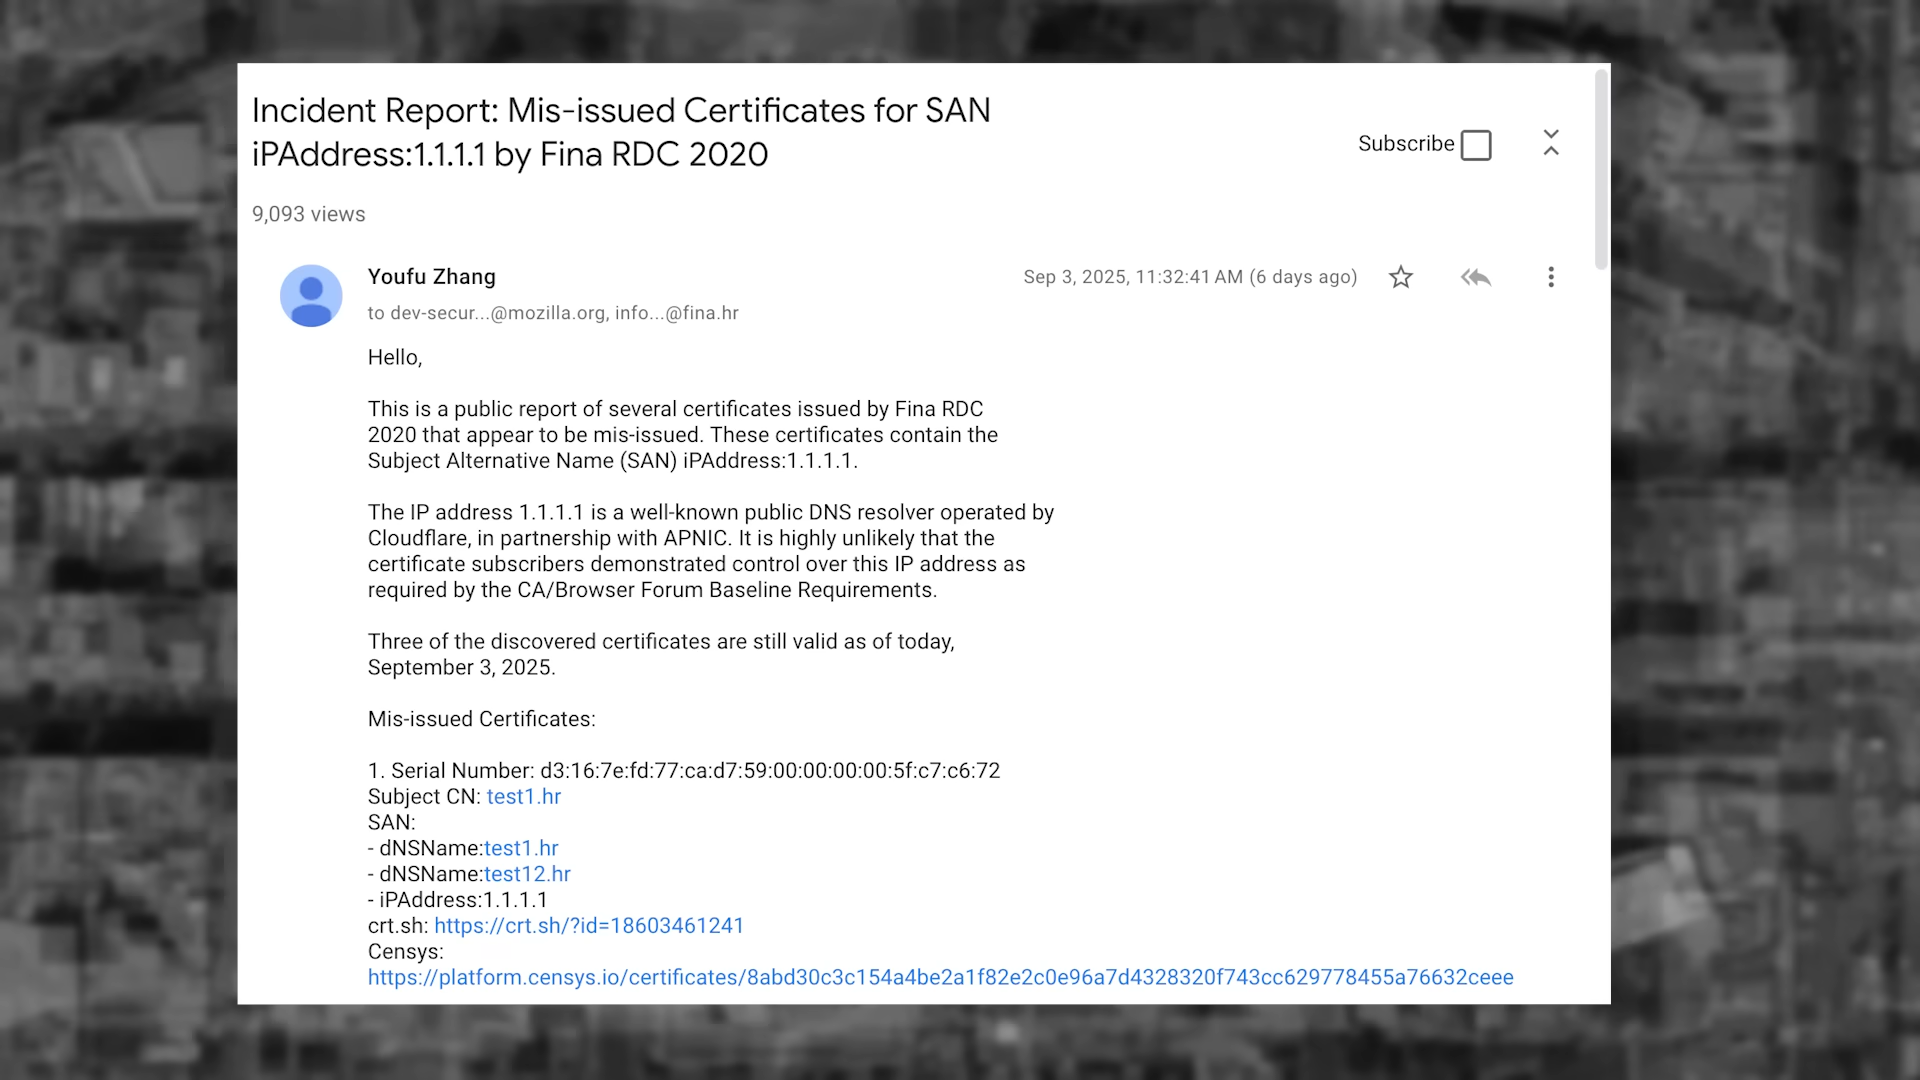 Incident Report: Mis-issued Certificates for SAN
iPAddress:1.1.1.1 by Fina RDC 2020
Subscribe
9,093 views
Youfu Zhang
Sep 3, 2025, 11:32:41 AM (6 days ago)
to dev-secur...@mozilla.org, info...@fina.hr
Hello,
This is a public report of several certificates issued by Fina RDC
2020 that appear to be mis-issued. These certificates contain the
Subject Alternative Name (SAN) iPAddress:1.1.1.1.
The IP address 1.1.1.1 is a well-known public DNS resolver operated by
Cloudflare, in partnership with APNIC. It is highly unlikely that the
certificate subscribers demonstrated control over this IP address as
required by the CA/Browser Forum Baseline Requirements.
Three of the discovered certificates are still valid as of today,
September 3, 2025.
Mis-issued Certificates:
1. Serial Number: d3:16:7e:fd:77:ca:d7:59:00:00:00:00:5f:c7:c6:72
Subject CN: test1.hr
SAN:
- dNSName:test1.hr
- dNSName:test12.hr
- iPAddress:1.1.1.1
crt.sh: https://crt.sh/?id=18603461241
Censys:
https://platform.censys.io/certificates/8abd30c3c154a4be2a1f82e2c0e96a7d4328320f743cc629778455a76632ceee